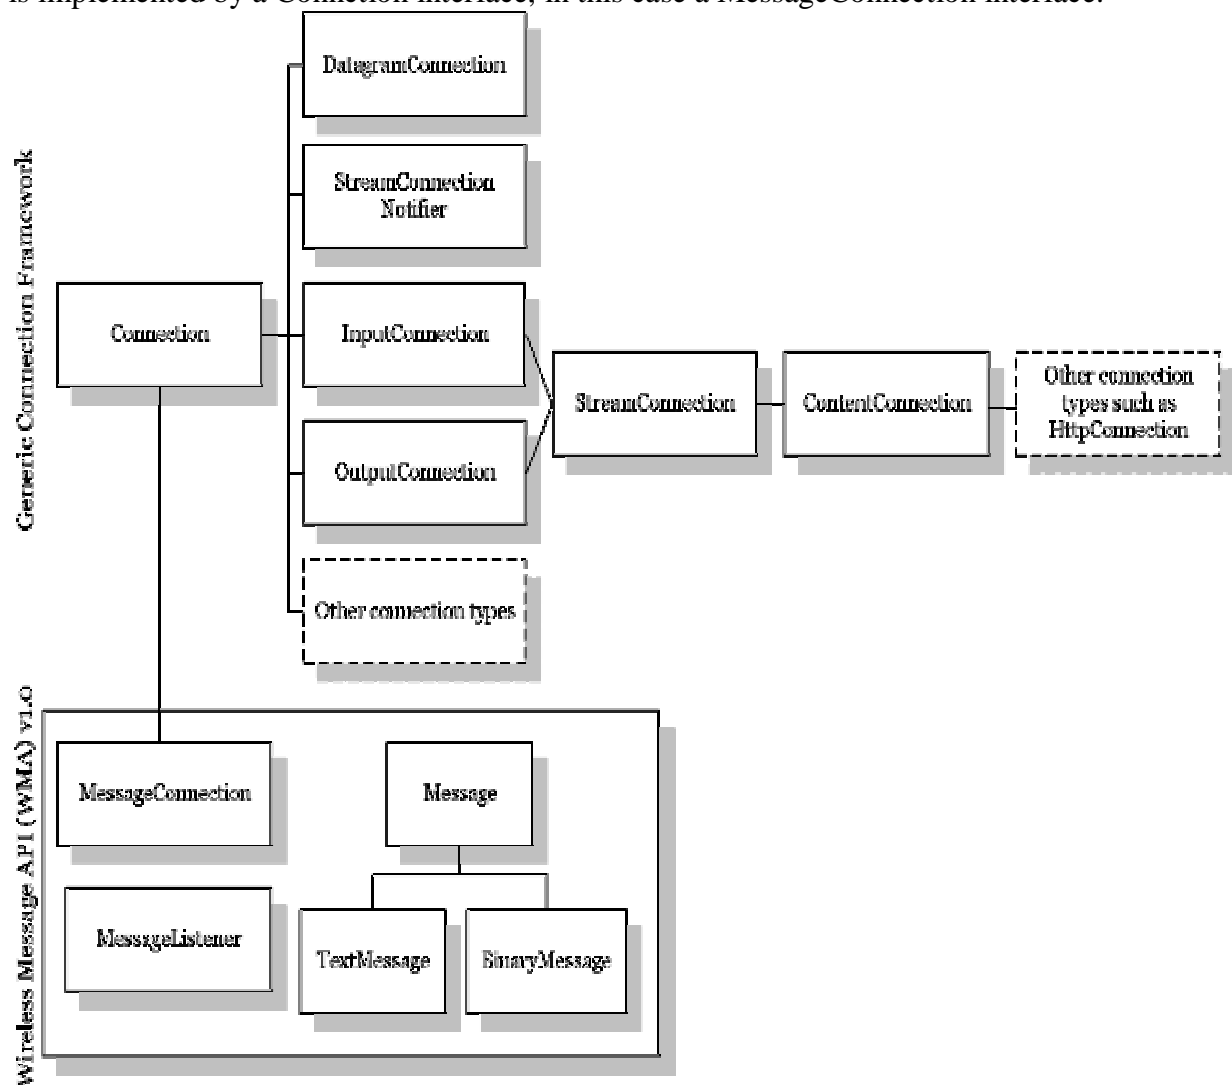 is implemented by a Connection interface, in this case a MessageConnection interface.
DatagramConnection
StreamConnection
Notifier
Generic Connection Framework
Connection
InputConnection
OutputConnection
StreamConnection
ContentConnection
Other connection
types such as
HttpConnection
Other connection types
Wireless Message API (WMA) v1.0
MessageConnection
Message
MessageListener
TextMessage
BinaryMessage